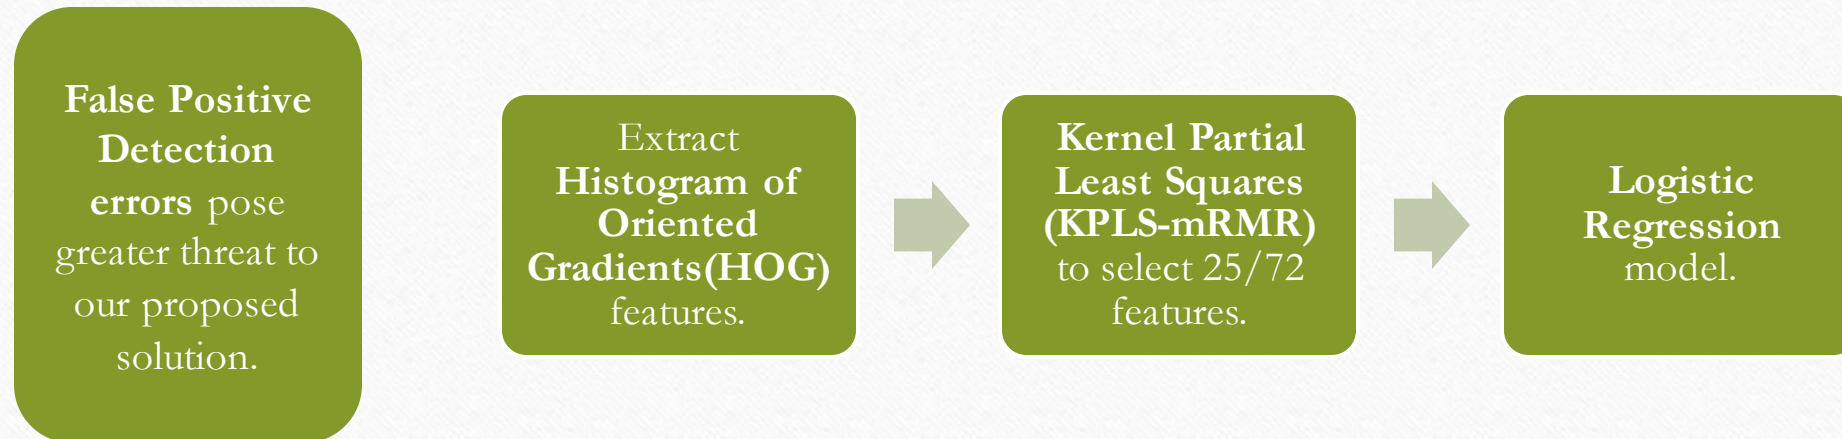 False Positive
Detection
errors pose
greater threat to
our proposed
solution.
Extract
Histogram of
Oriented
Gradients(HOG)
features.
Kernel Partial
Least Squares
(KPLS-mRMR)
to select 25/72
features.
Logistic
Regression
model.